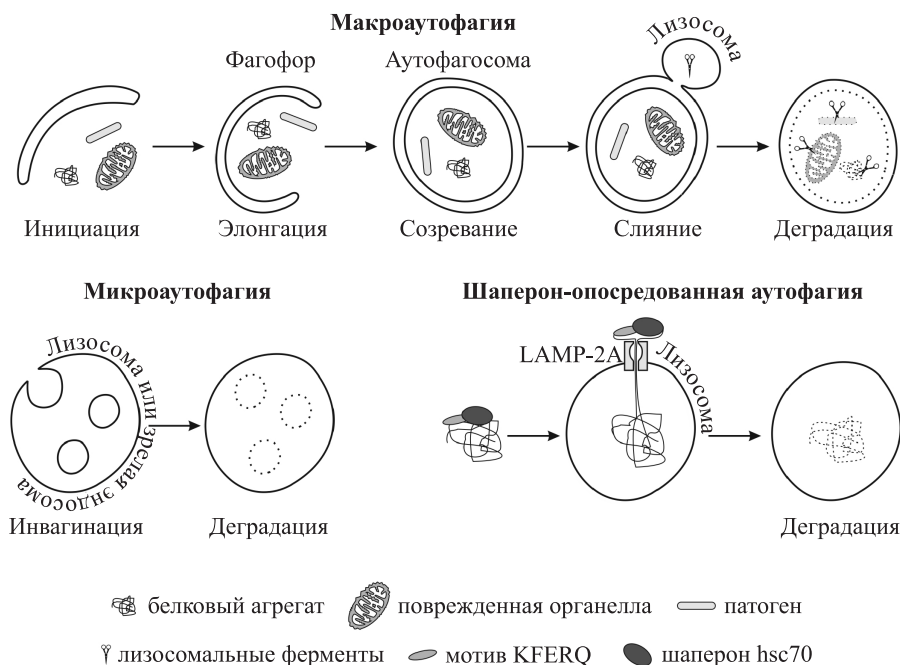 Макроаутофагия
Лизосома
Фагофор
Аутофагосома
Инициация
Элонгация
Созревание
Слияние
Деградация
Микроаутофагия
Шаперон-опосредованная аутофагия
Лизосома или зрелая эндосома
LAMP-2A
Лизосома
Инвагинация
Деградация
Деградация
белковый агрегат
поврежденная органелла
патоген
лизосомальные ферменты
мотив KFERQ
шаперон hsc70